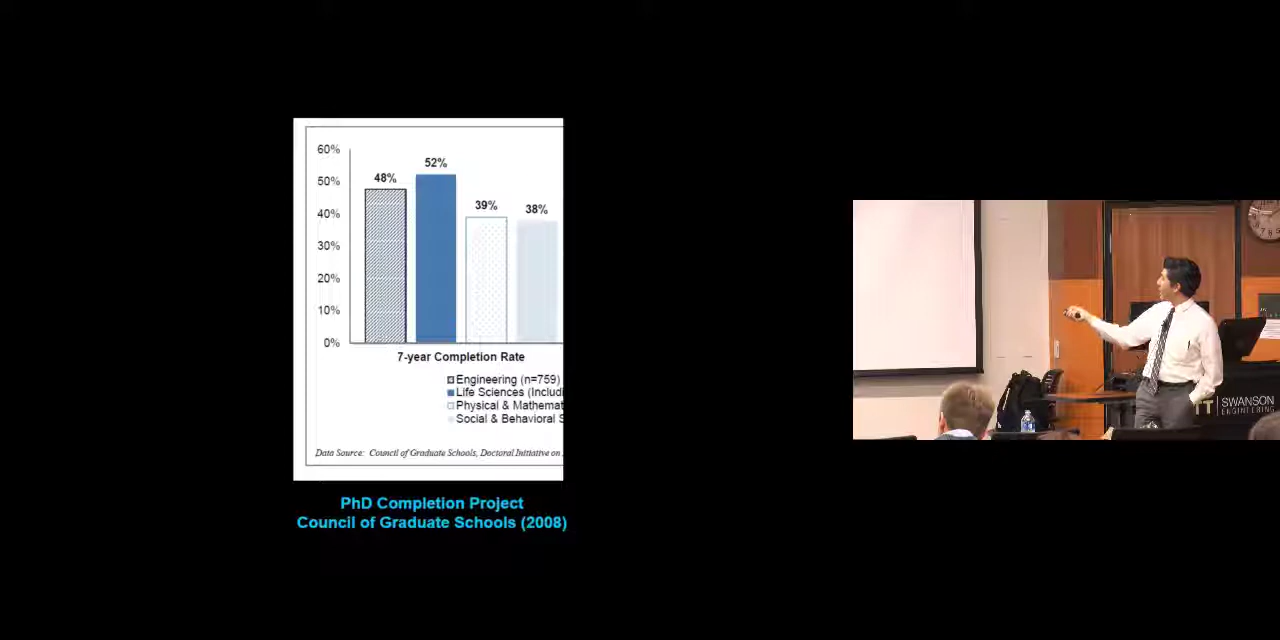 60%
50%
40%
30%
20%
10%
0%
48%
52%
39%
38%
7-year Completion Rate
Engineering (n=759)
Life Sciences (Includi
Physical & Mathemat
Social & Behavioral S
Data Source: Council of Graduate Schools, Doctoral Initiative on
PhD Completion Project
Council of Graduate Schools (2008)
SWANSON
ENGINEERING